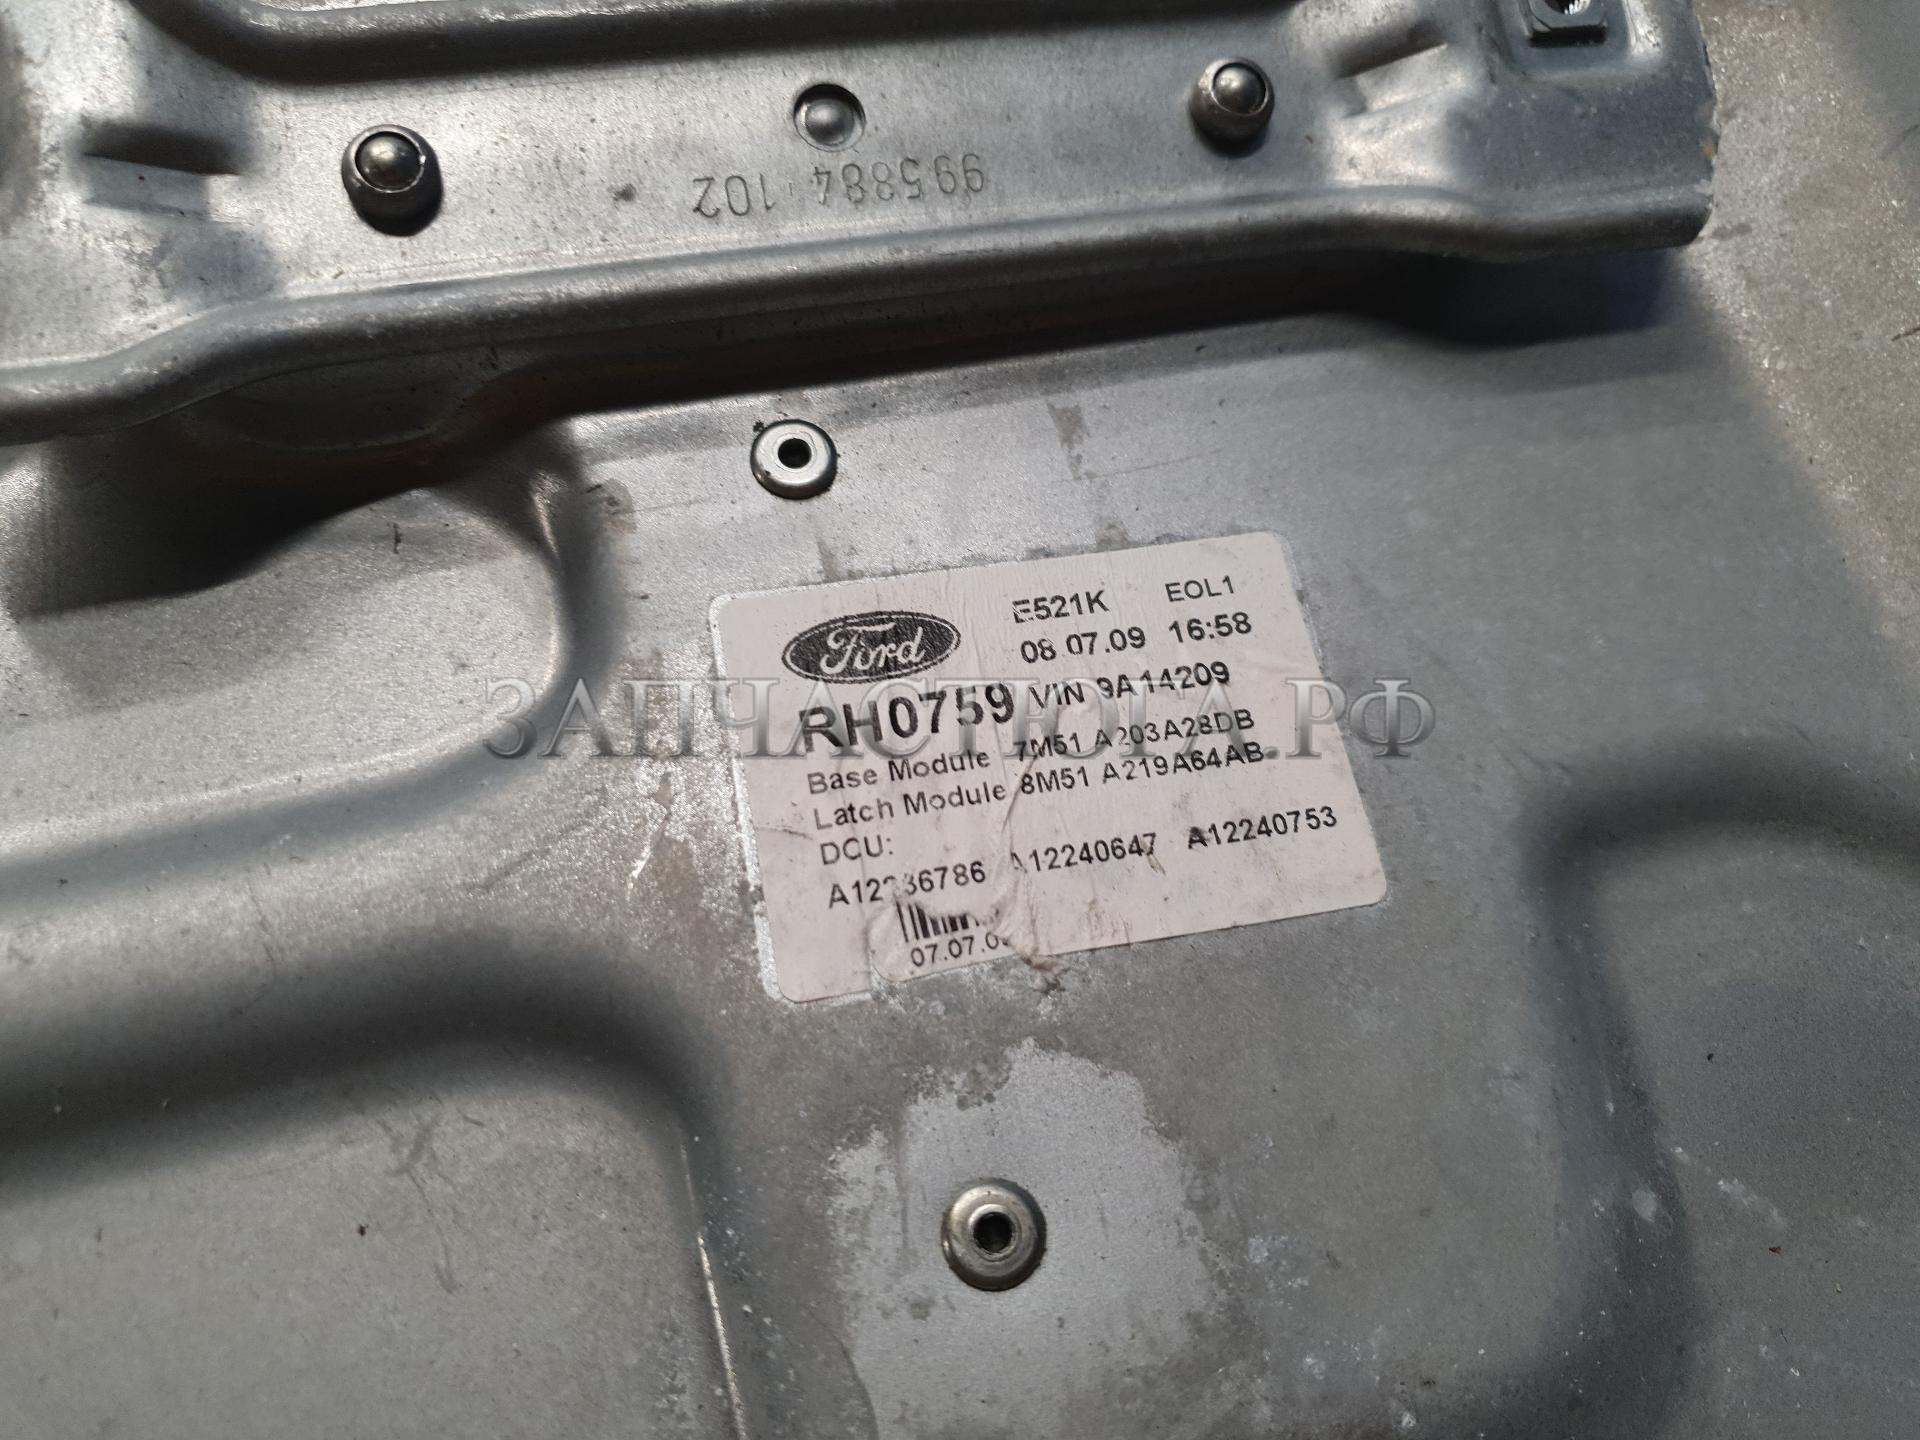 995884 102
Ford
E521K EOL1
08.07.09 16:58
RH0759 VIN 9A14209
Base Module 7M51 A203A28DB
Latch Module 8M51 A219A64AB
DCU:
A12240647 A12240753
07.07.0
ЗАПЧАСТЮГА.РФ